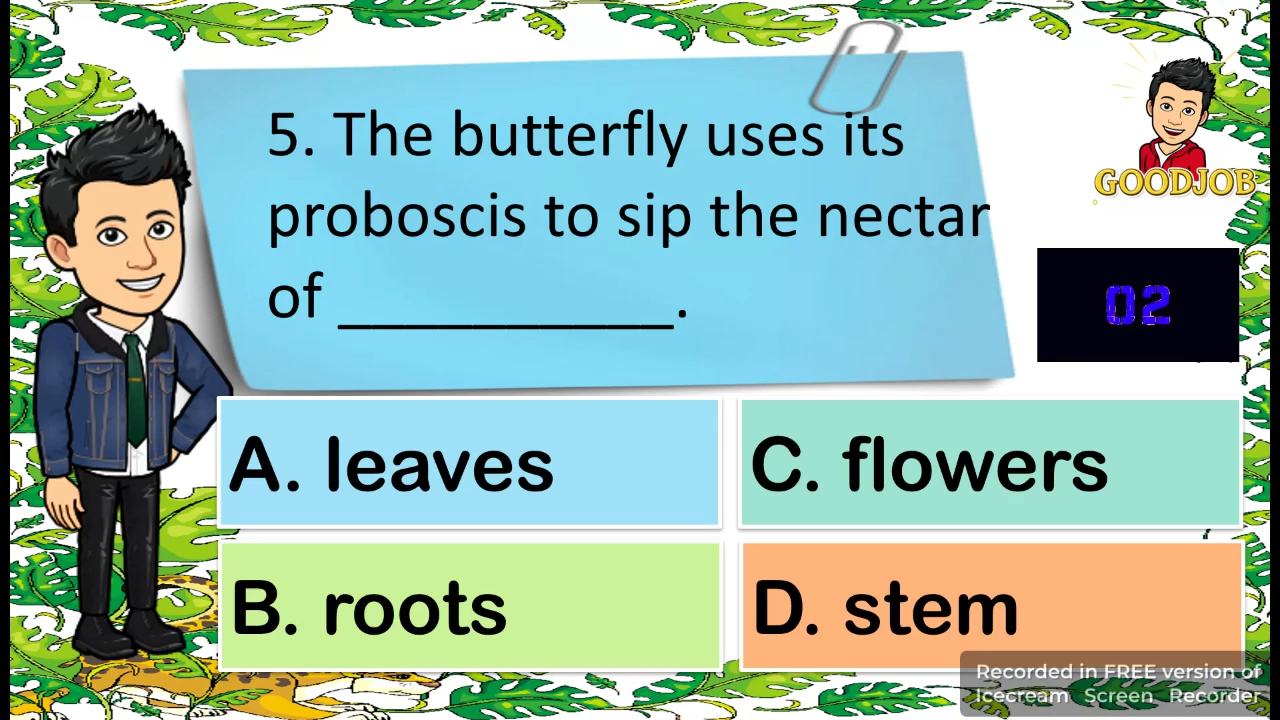 5. The butterfly uses its
proboscis to sip the nectar
of __________.
GOODJOB
02
A. leaves
C. flowers
B. roots
D. stem
Recorded in FREE version of
Icecream Screen Recorder